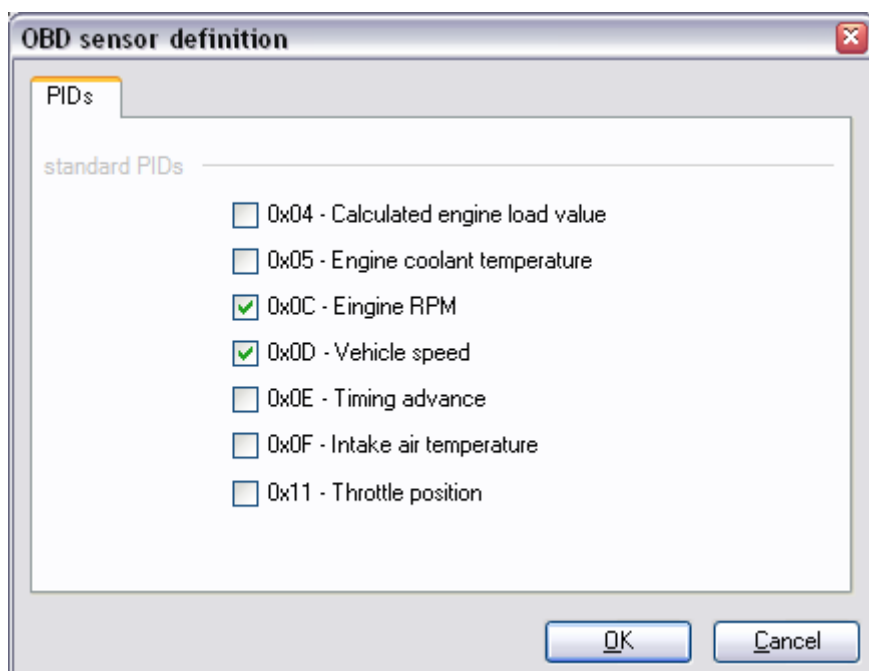 OBD sensor definition
PIDs
standard PIDs
0x04 - Calculated engine load value
0x05 - Engine coolant temperature
0x0C - Eingine RPM
0x0D - Vehicle speed
0x0E - Timing advance
0x0F - Intake air temperature
0x11 - Throttle position
OK Cancel